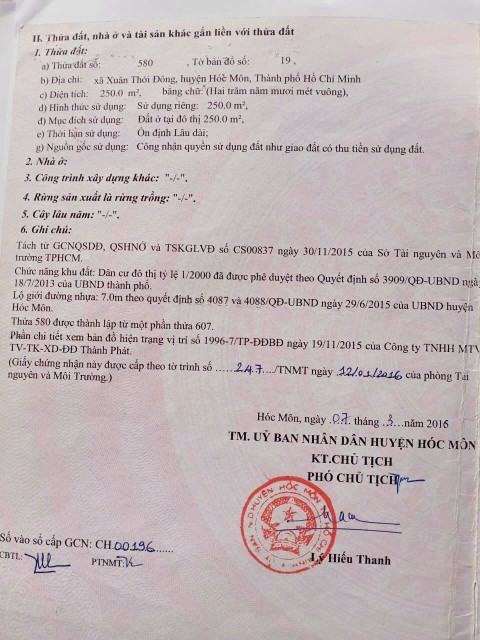 II. Thửa đất, nhà ở và tài sản khác gắn liền với thửa đất
1. Thửa đất:
a) Thửa đất số: 580 , Tờ bản đồ số: 19 ,
b) Địa chỉ: xã Xuân Thới Đông, huyện Hóc Môn, Thành phố Hồ Chí Minh
c) Diện tích: 250.0 m², bằng chữ: (Hai trăm năm mươi mét vuông),
d) Hình thức sử dụng: Sử dụng riêng: 250.0 m²,
đ) Mục đích sử dụng: Đất ở tại đô thị 250.0 m²,
e) Thời hạn sử dụng: Ổn định Lâu dài;
g) Nguồn gốc sử dụng: Công nhận quyền sử dụng đất như giao đất có thu tiền sử dụng đất.
2. Nhà ở:
3. Công trình xây dựng khác: "-/-".
4. Rừng sản xuất là rừng trồng: "-/-".
5. Cây lâu năm: "-/-".
6. Ghi chú:
Tách từ GCNQSDĐ, QSHNỞ và TSKGLVĐ số CS00837 ngày 30/11/2015 của Sở Tài nguyên và Mô
trường TPHCM.
Chức năng khu đất: Dân cư đô thị tỷ lệ 1/2000 đã được phê duyệt theo Quyết định số 3909/QĐ-UBND ngà
18/7/2013 của UBND thành phố.
Lộ giới đường nhựa: 7.0m theo quyết định số 4087 và 4088/QĐ-UBND ngày 29/6/2015 của UBND huyện
Hóc Môn.
Thửa 580 được thành lập từ một phần thửa 607.
Phần chi tiết xem bản đồ hiện trạng vị trí số 1996-7/TP-ĐĐBĐ ngày 19/11/2015 của Công ty TNHH MTV
TV-TK-XD-ĐĐ Thành Phát.
(Giấy chứng nhận này được cấp theo tờ trình số .....247.../TNMT ngày 12/01/2016 của phòng Tài
nguyên và Môi Trường.)
Hóc Môn, ngày 07 tháng .3...năm 2016
TM. UỶ BAN NHÂN DÂN HUYỆN HÓC MÔN
KT.CHỦ TỊCH
PHÓ CHỦ TỊCH
Lý Hiếu Thanh
Số vào sổ cấp GCN: CH.00196......
CBTL: PTNMT: